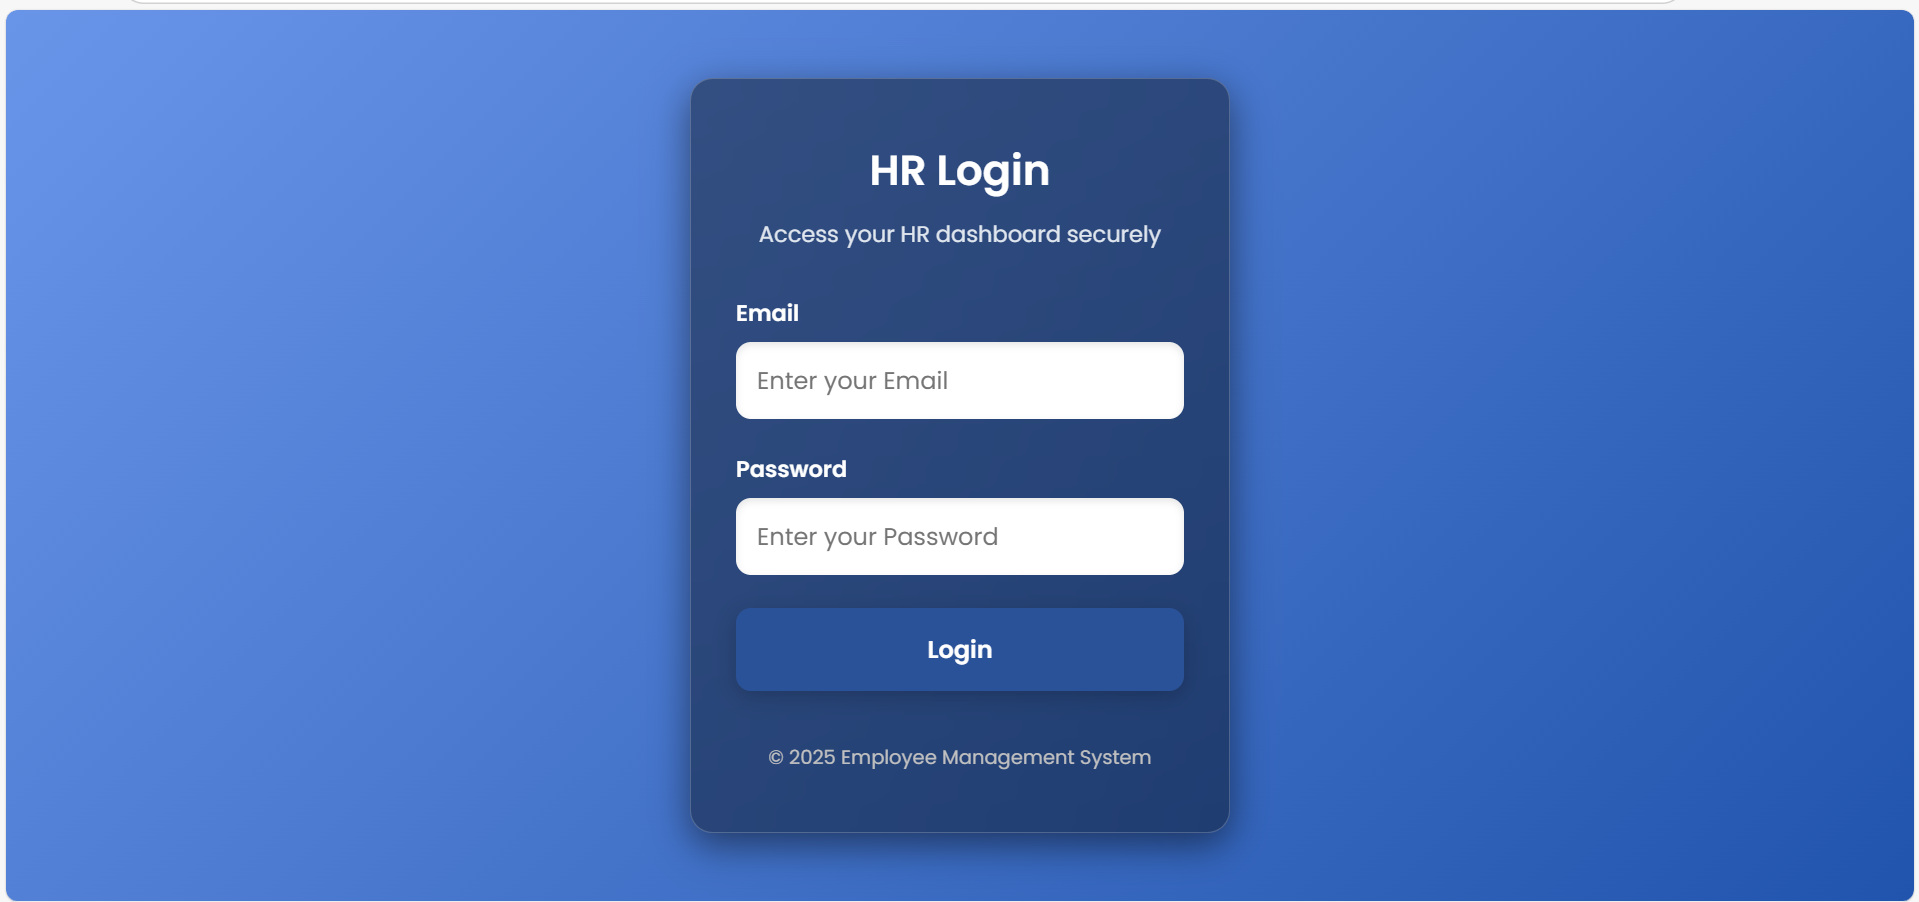 HR Login
Access your HR dashboard securely
Email
Enter your Email
Password
Enter your Password
Login
© 2025 Employee Management System